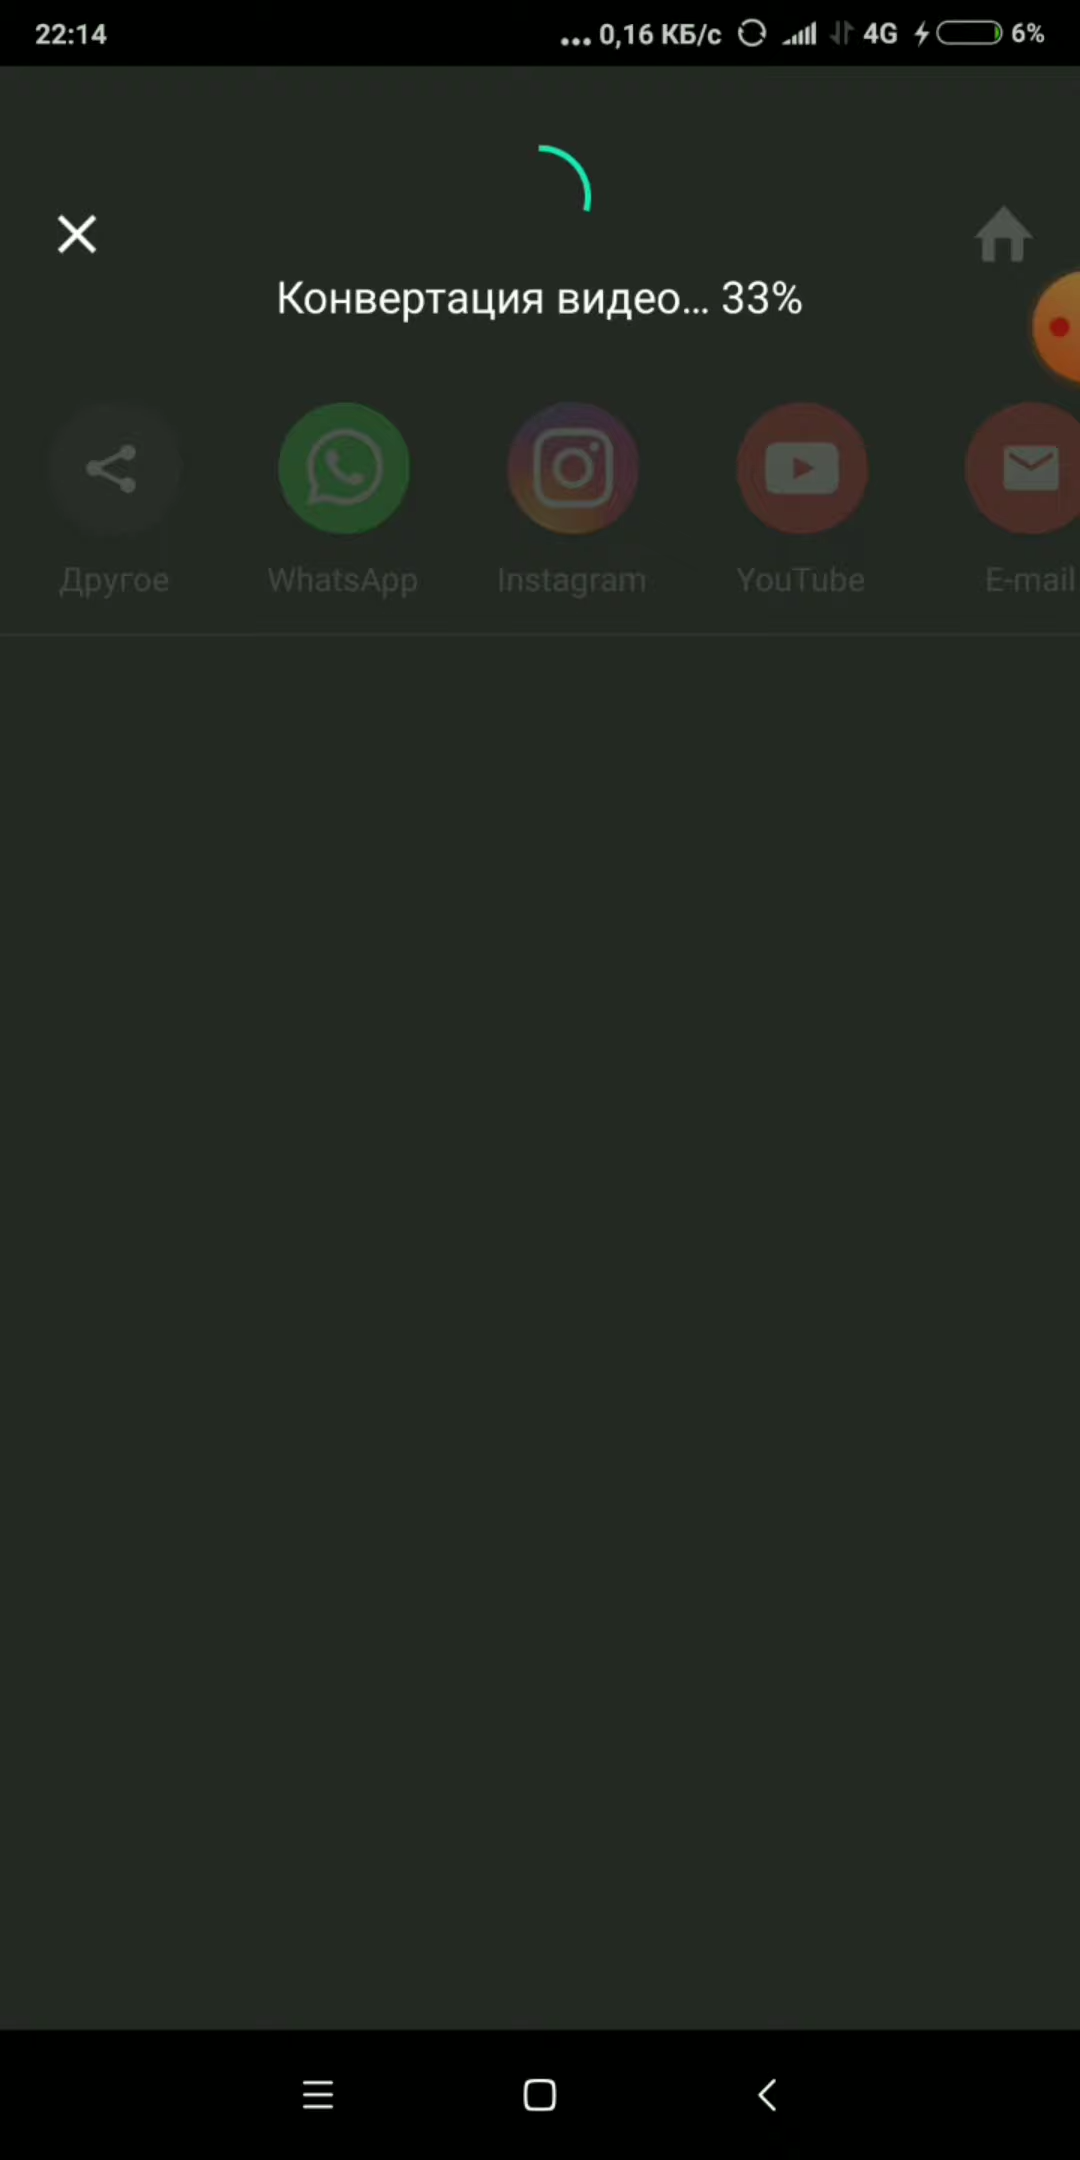 22:14
... 0,16 КБ/с 4G 6%
Конвертация видео... 33%
Другое WhatsApp Instagram YouTube E-mail